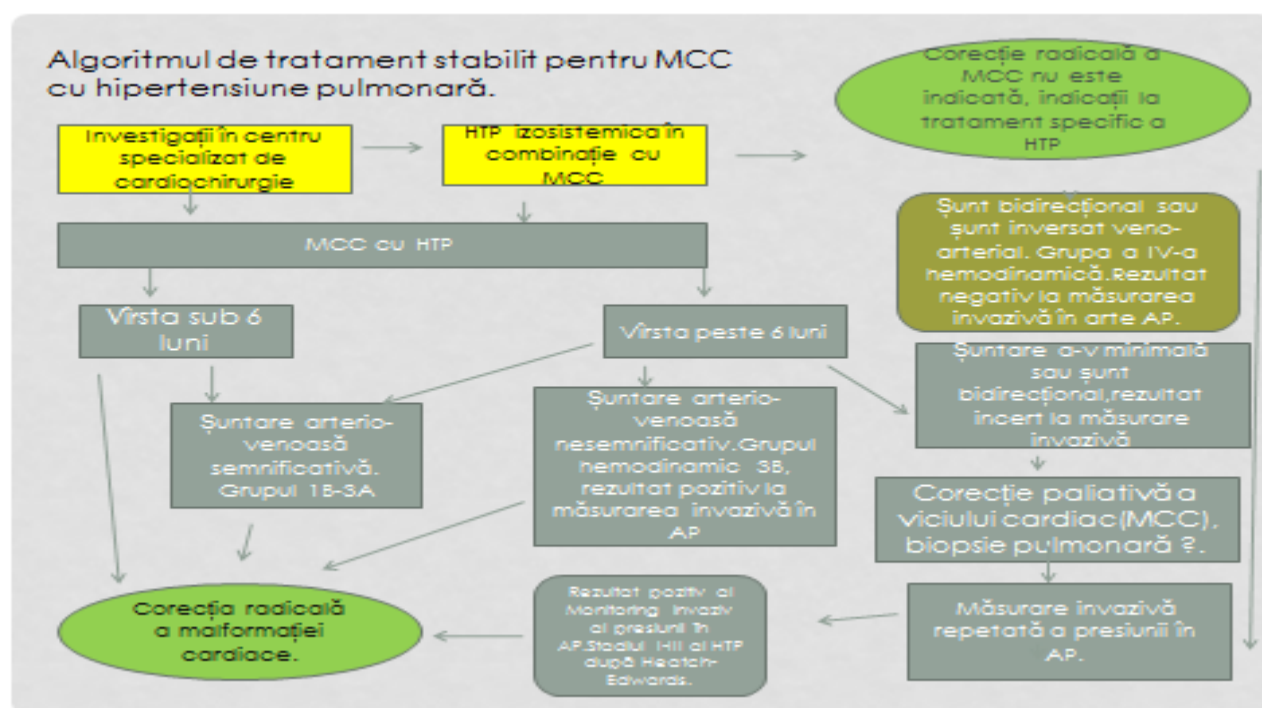 Algoritmul de tratament stabilit pentru MCC
cu hipertensiune pulmonară.
Corecție radicală a
MCC nu este
indicată, indicații la
tratament specific a
HTP
Investigații în centru
specializat de
cardiochirurgie
HTP izosistemica în
combinație cu
MCC
MCC cu HTP
Șunt bidirecțional sau
șunt inversat veno-
arterial. Grupa a IV-a
hemodinamică.Rezultat
negativ la măsurarea
invazivă în arte AP.
Vîrsta sub 6
luni
Vîrsta peste 6 luni
Șuntare a-v minimală
sau șunt
bidirecțional,rezultat
incert la măsurare
invazivă
Șuntare arterio-
venoasă
semnificativă.
Grupul 1B-3A
Șuntare arterio-
venoasă
nesemnificativ.Grupul
hemodinamic 3B,
rezultat pozitiv la
măsurarea invazivă în
AP
Corecție paliativă a
viciului cardiac(MCC),
biopsie pulmonară ?.
Corecția radicală
a malformației
cardiace.
Rezultat pozitiv al
Monitoring invaziv
al presiunii în
AP.Stadiul I-III al HTP
după Heatch-
Edwards.
Măsurare invazivă
repetată a presiunii în
AP.